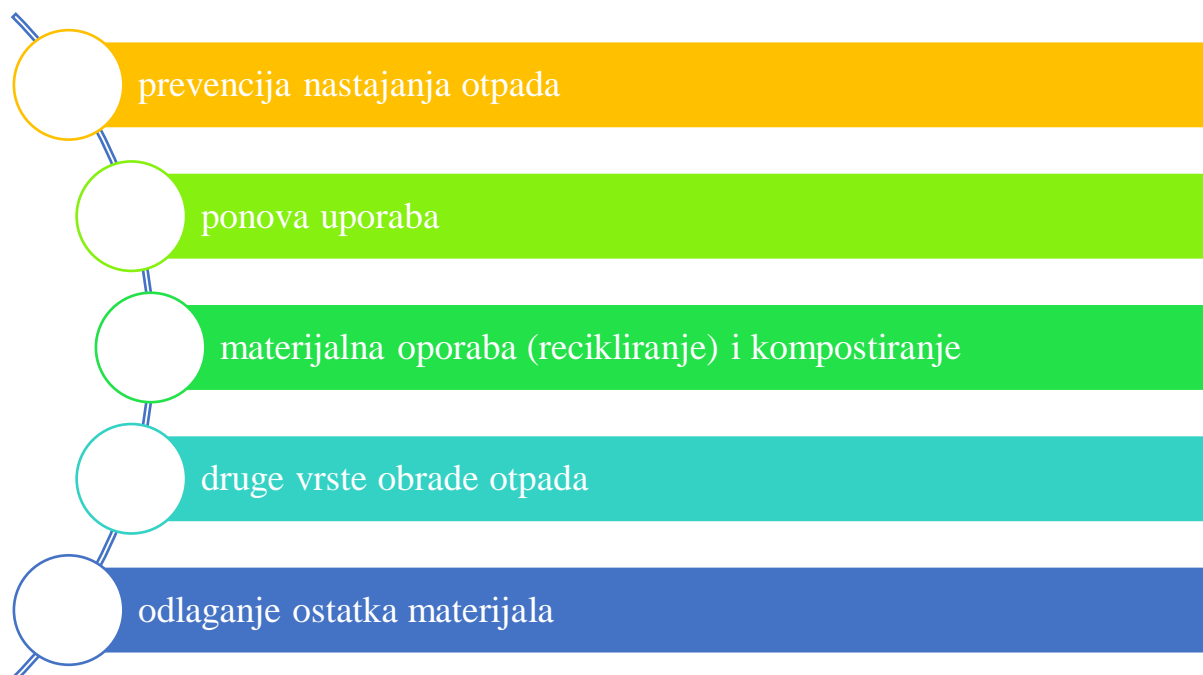 prevencija nastajanja otpada
ponova uporaba
materijalna oporaba (recikliranje) i kompostiranje
druge vrste obrade otpada
odlaganje ostatka materijala